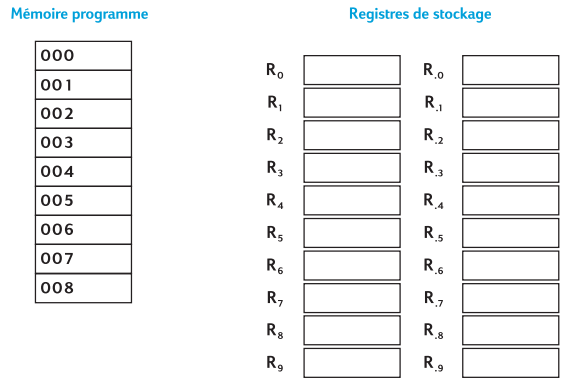 Mémoire programme
000
001
002
003
004
005
006
007
008
Registres de stockage
R0 R.0
R1 R.1
R2 R.2
R3 R.3
R4 R.4
R5 R.5
R6 R.6
R7 R.7
R8 R.8
R9 R.9